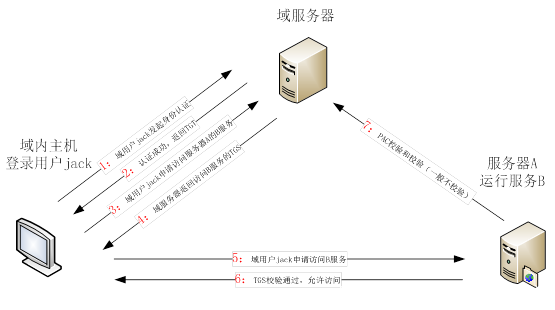 域服务器
域内主机
登录用户jack
服务器A
运行服务B
1: 域用户jack发起身份认证
2: 认证成功，返回TGT
3: 域用户jack申请访问服务器A的B服务
4: 域服务器返回访问B服务的TGS
5: 域用户jack申请访问B服务
6: TGS校验通过，允许访问
7: PAC校验和校验（一般不校验）